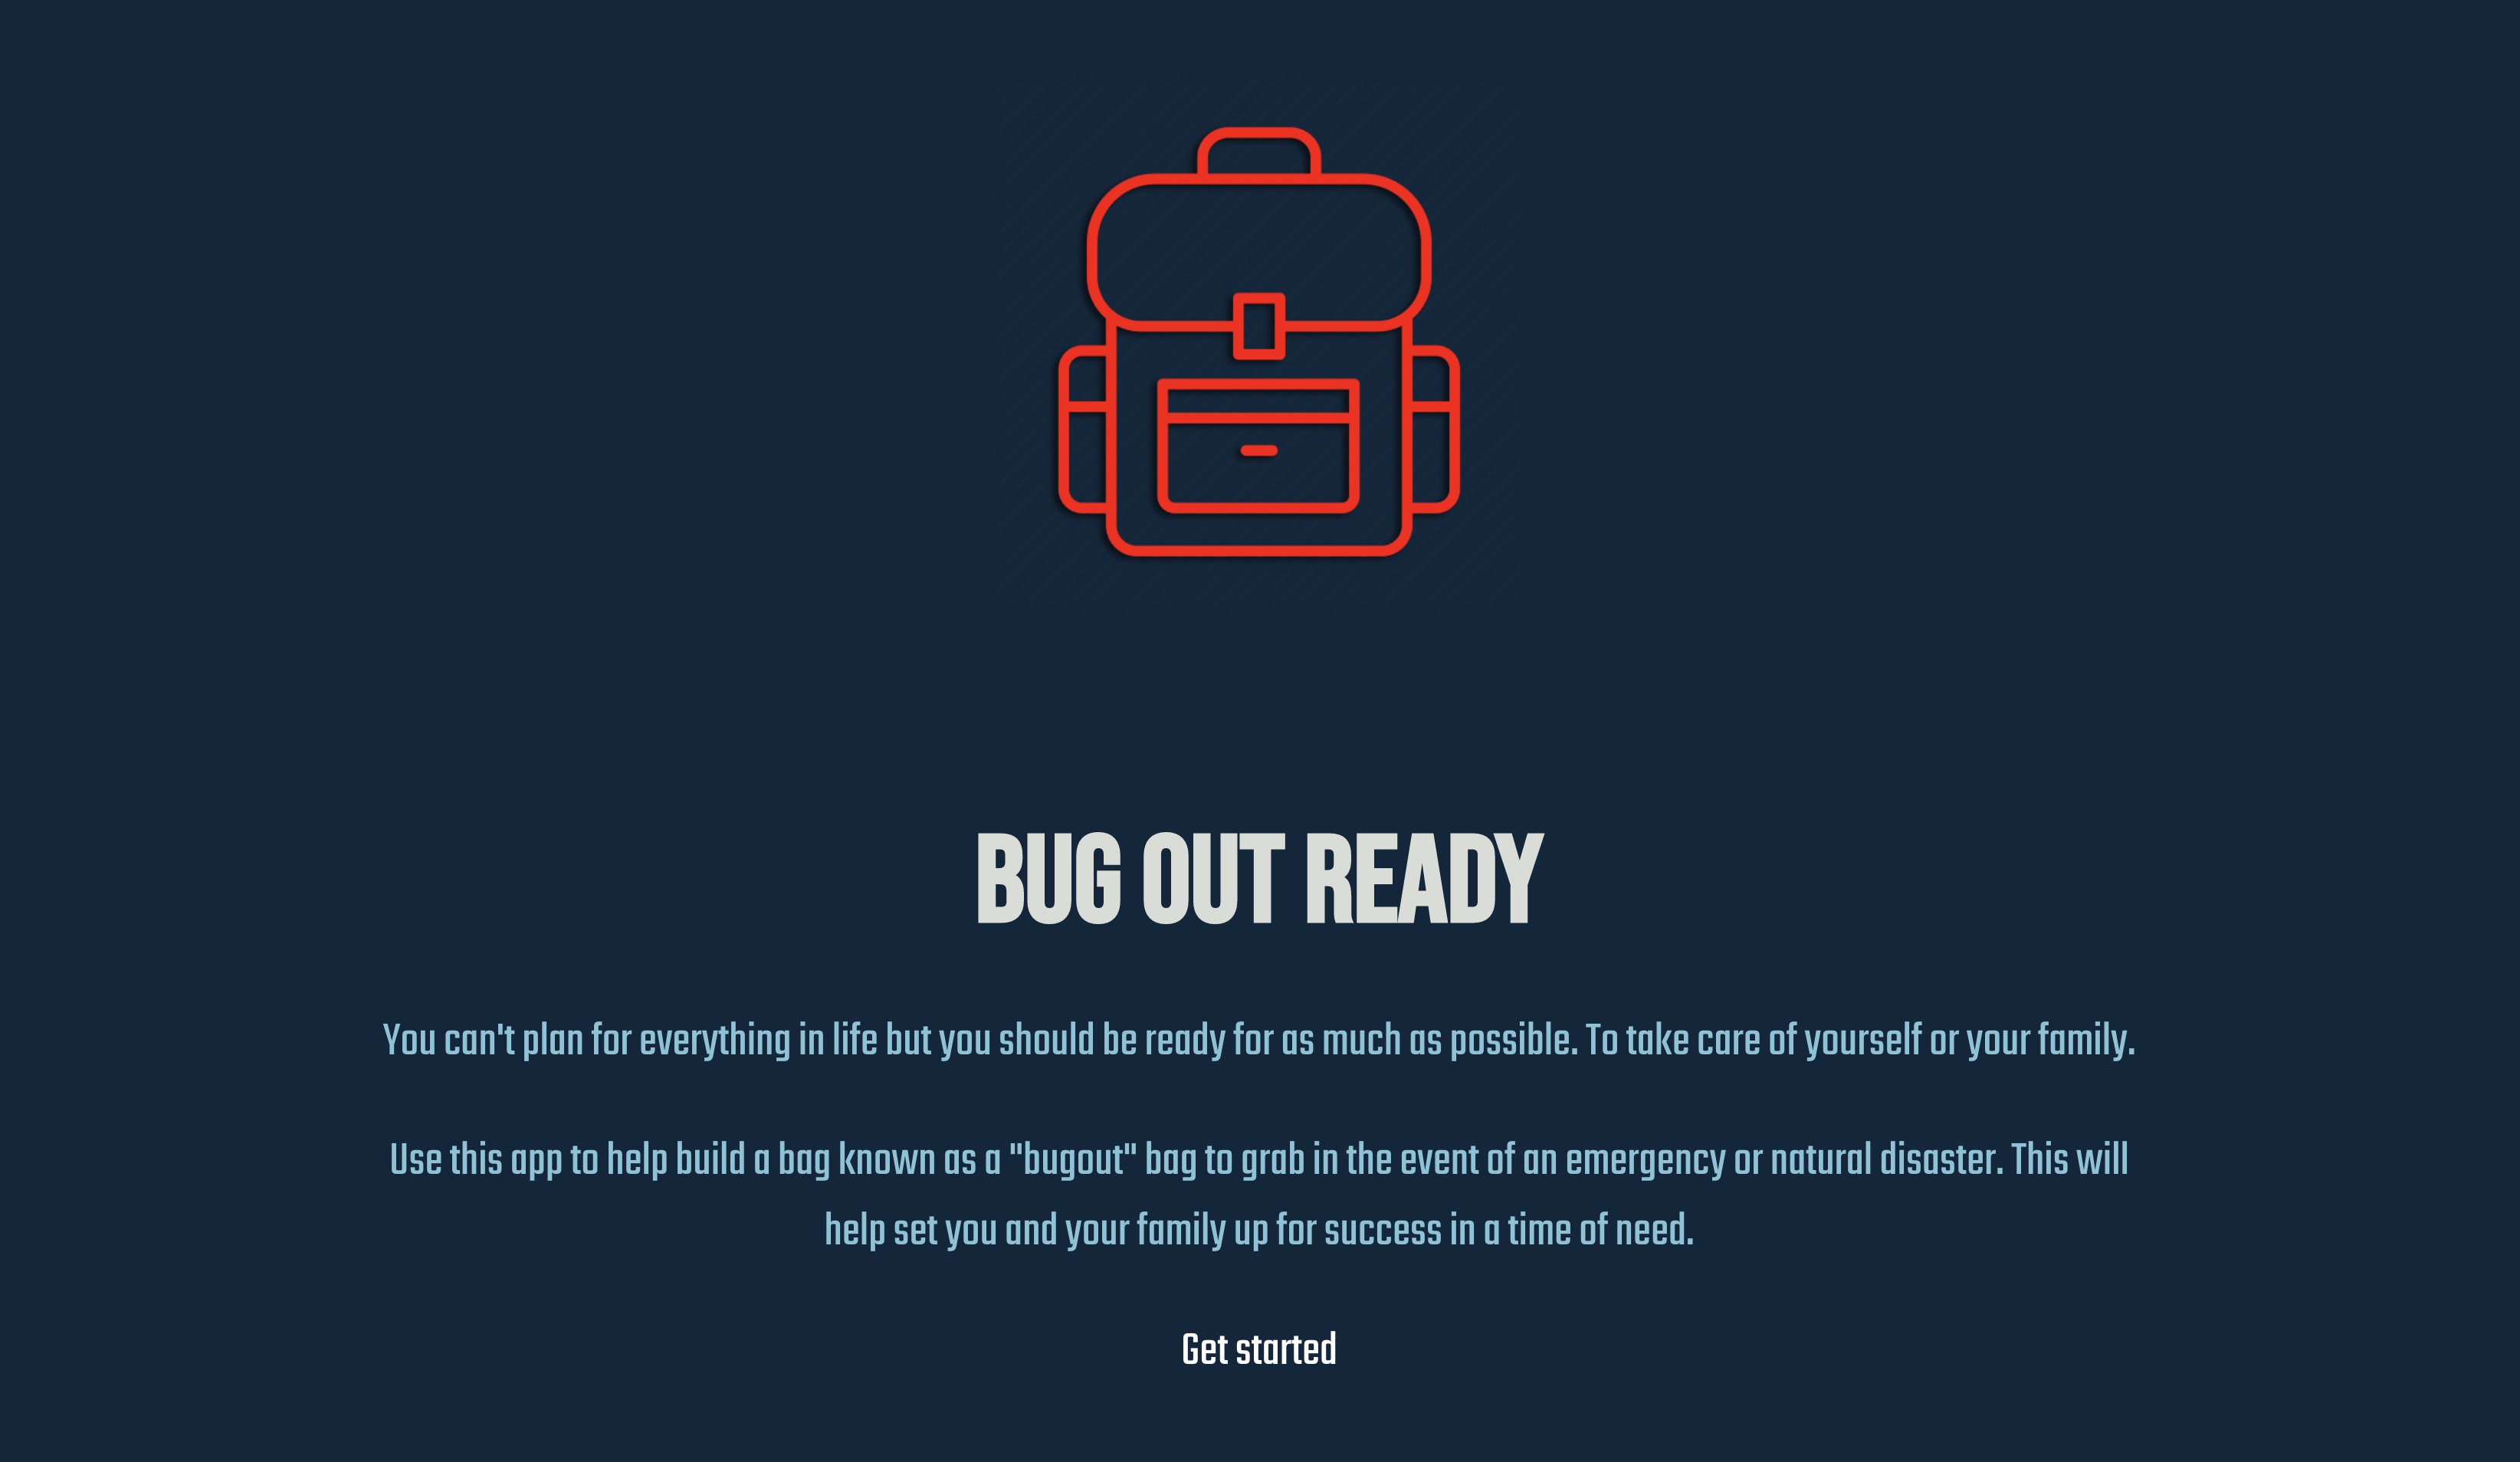 BUG OUT READY
You can't plan for everything in life but you should be ready for as much as possible. To take care of yourself or your family.
Use this app to help build a bag known as a "bugout" bag to grab in the event of an emergency or natural disaster. This will
help set you and your family up for success in a time of need.
Get started